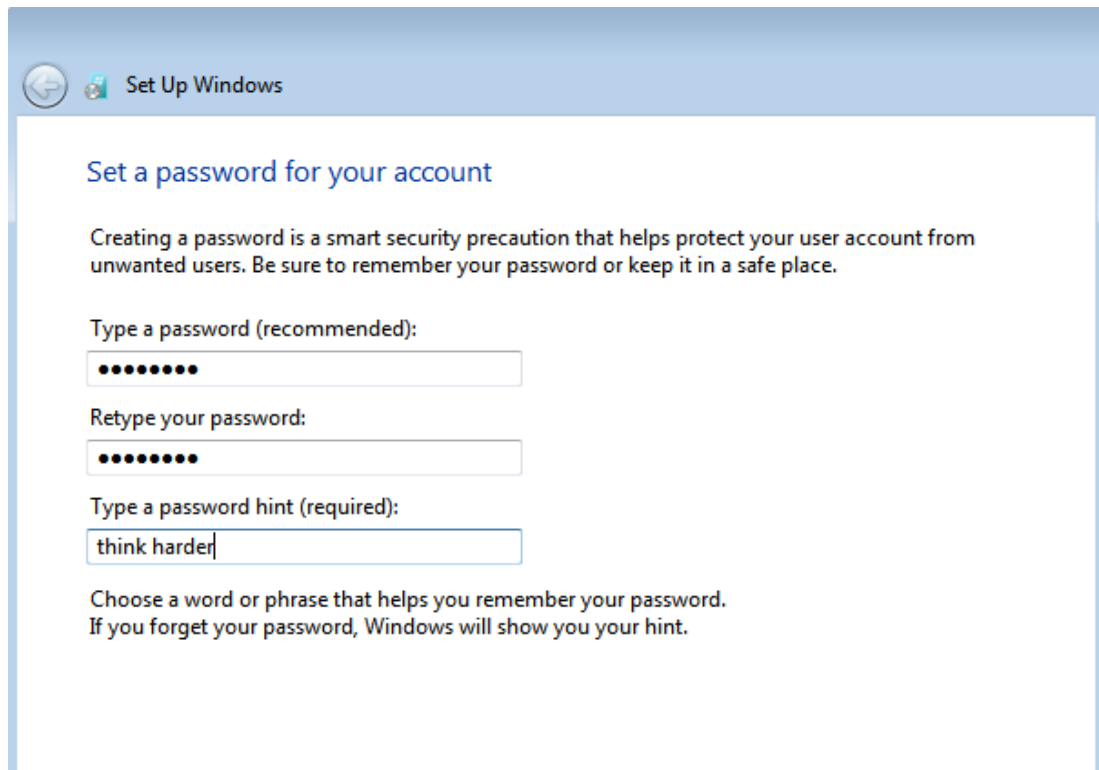 Set Up Windows
Set a password for your account
Creating a password is a smart security precaution that helps protect your user account from
unwanted users. Be sure to remember your password or keep it in a safe place.
Type a password (recommended):
●●●●●●●●
Retype your password:
●●●●●●●●
Type a password hint (required):
think harder
Choose a word or phrase that helps you remember your password.
If you forget your password, Windows will show you your hint.